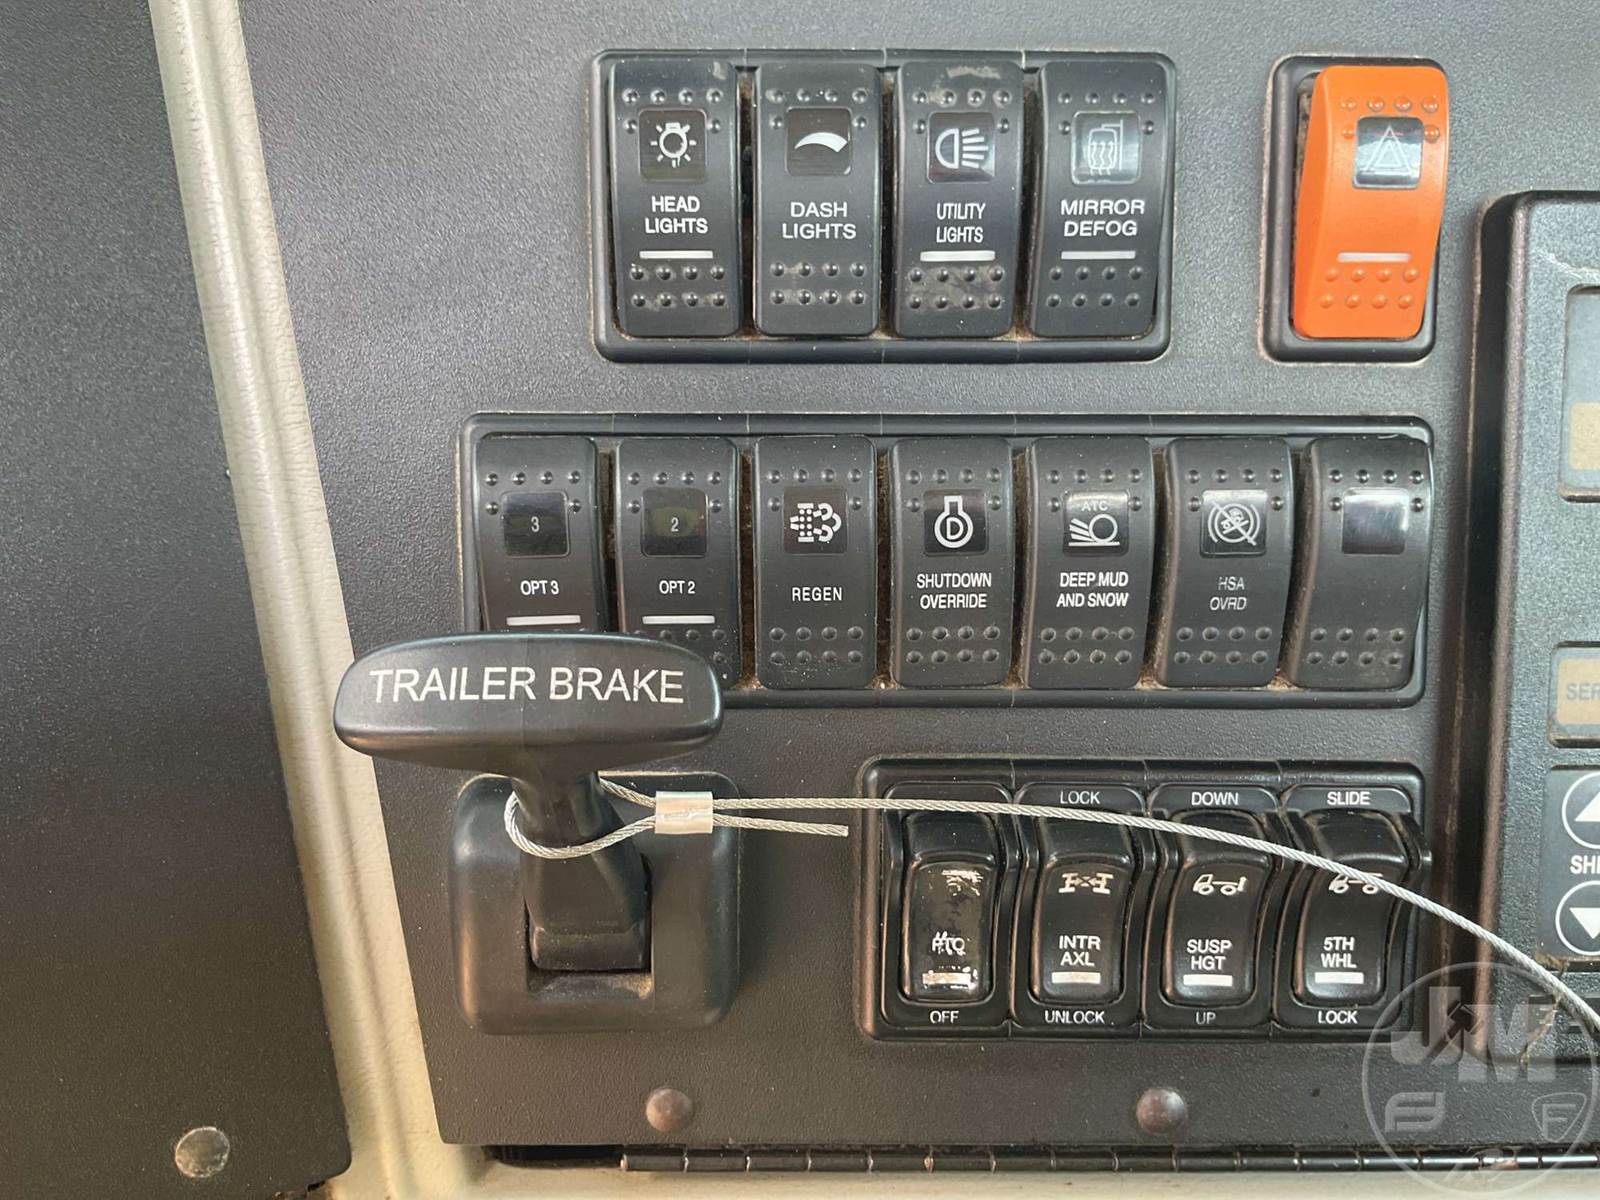 HEAD
LIGHTS
DASH
LIGHTS
UTILITY
LIGHTS
MIRROR
DEFOG
3
OPT 3
2
OPT 2
REGEN
D
SHUTDOWN
OVERRIDE
ATC
DEEP MUD
AND SNOW
HSA
OVRD
TRAILER BRAKE
LOCK
DOWN
SLIDE
INTR
AXL
SUSP
HGT
5TH
WHL
OFF
UNLOCK
UP
LOCK
JM
F